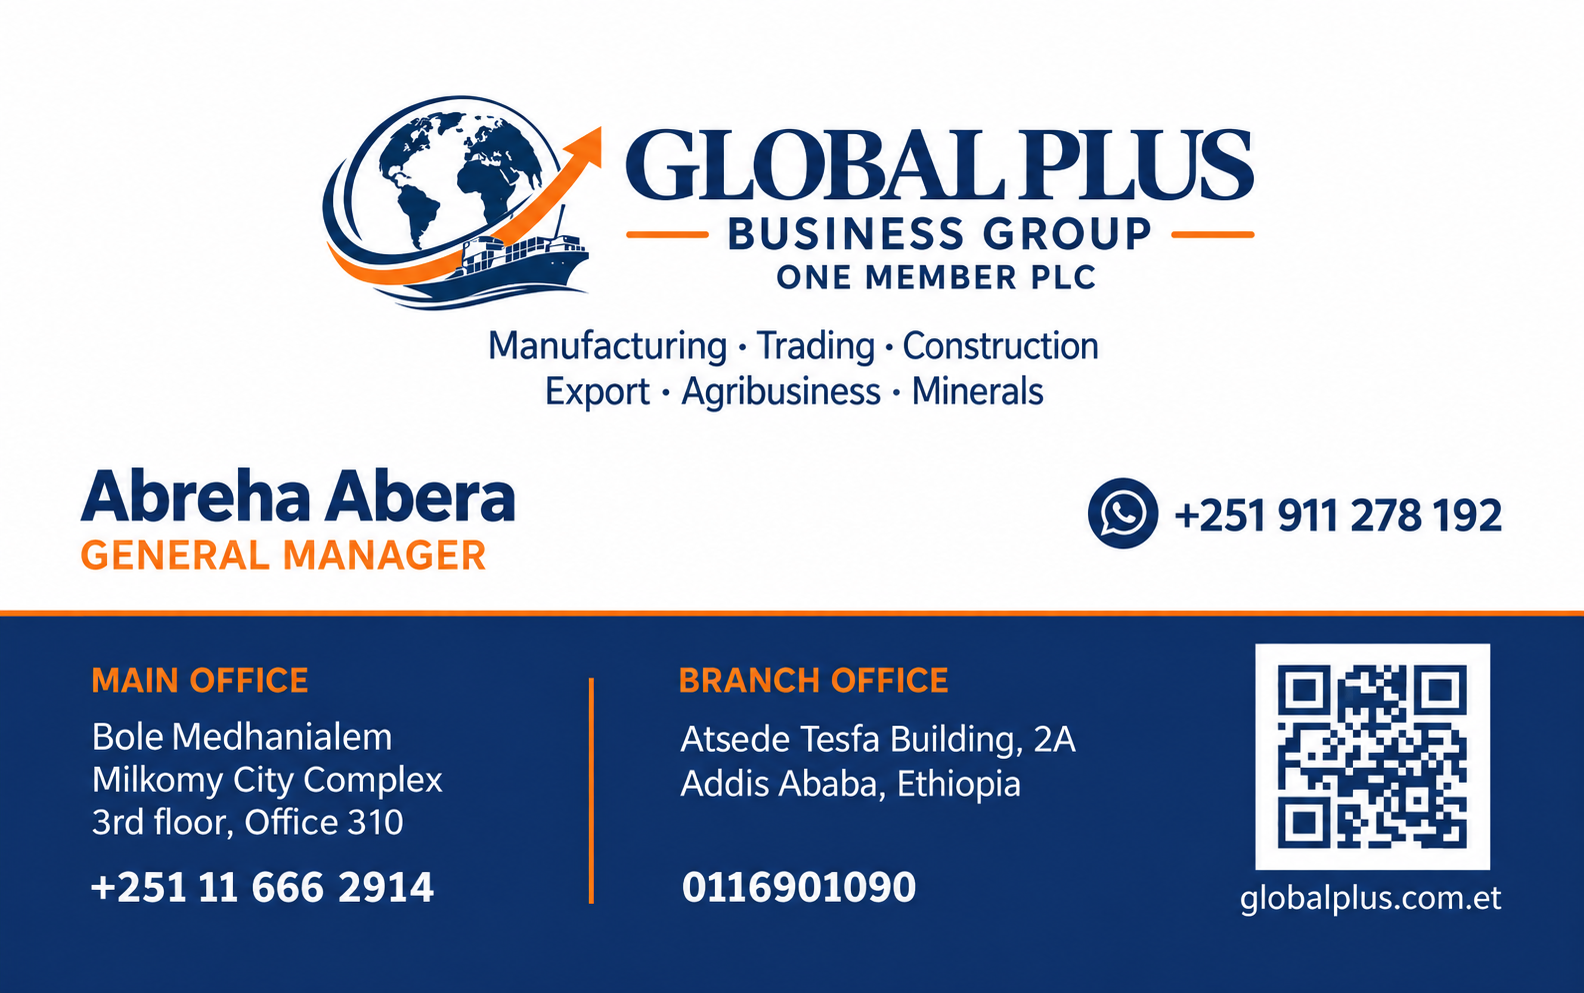 GLOBAL PLUS
BUSINESS GROUP
ONE MEMBER PLC
Manufacturing · Trading · Construction
Export · Agribusiness · Minerals
Abreha Abera
GENERAL MANAGER
+251 911 278 192
MAIN OFFICE
Bole Medhanialem
Milkomy City Complex
3rd floor, Office 310
+251 11 666 2914
BRANCH OFFICE
Atsede Tesfa Building, 2A
Addis Ababa, Ethiopia
0116901090
globalplus.com.et